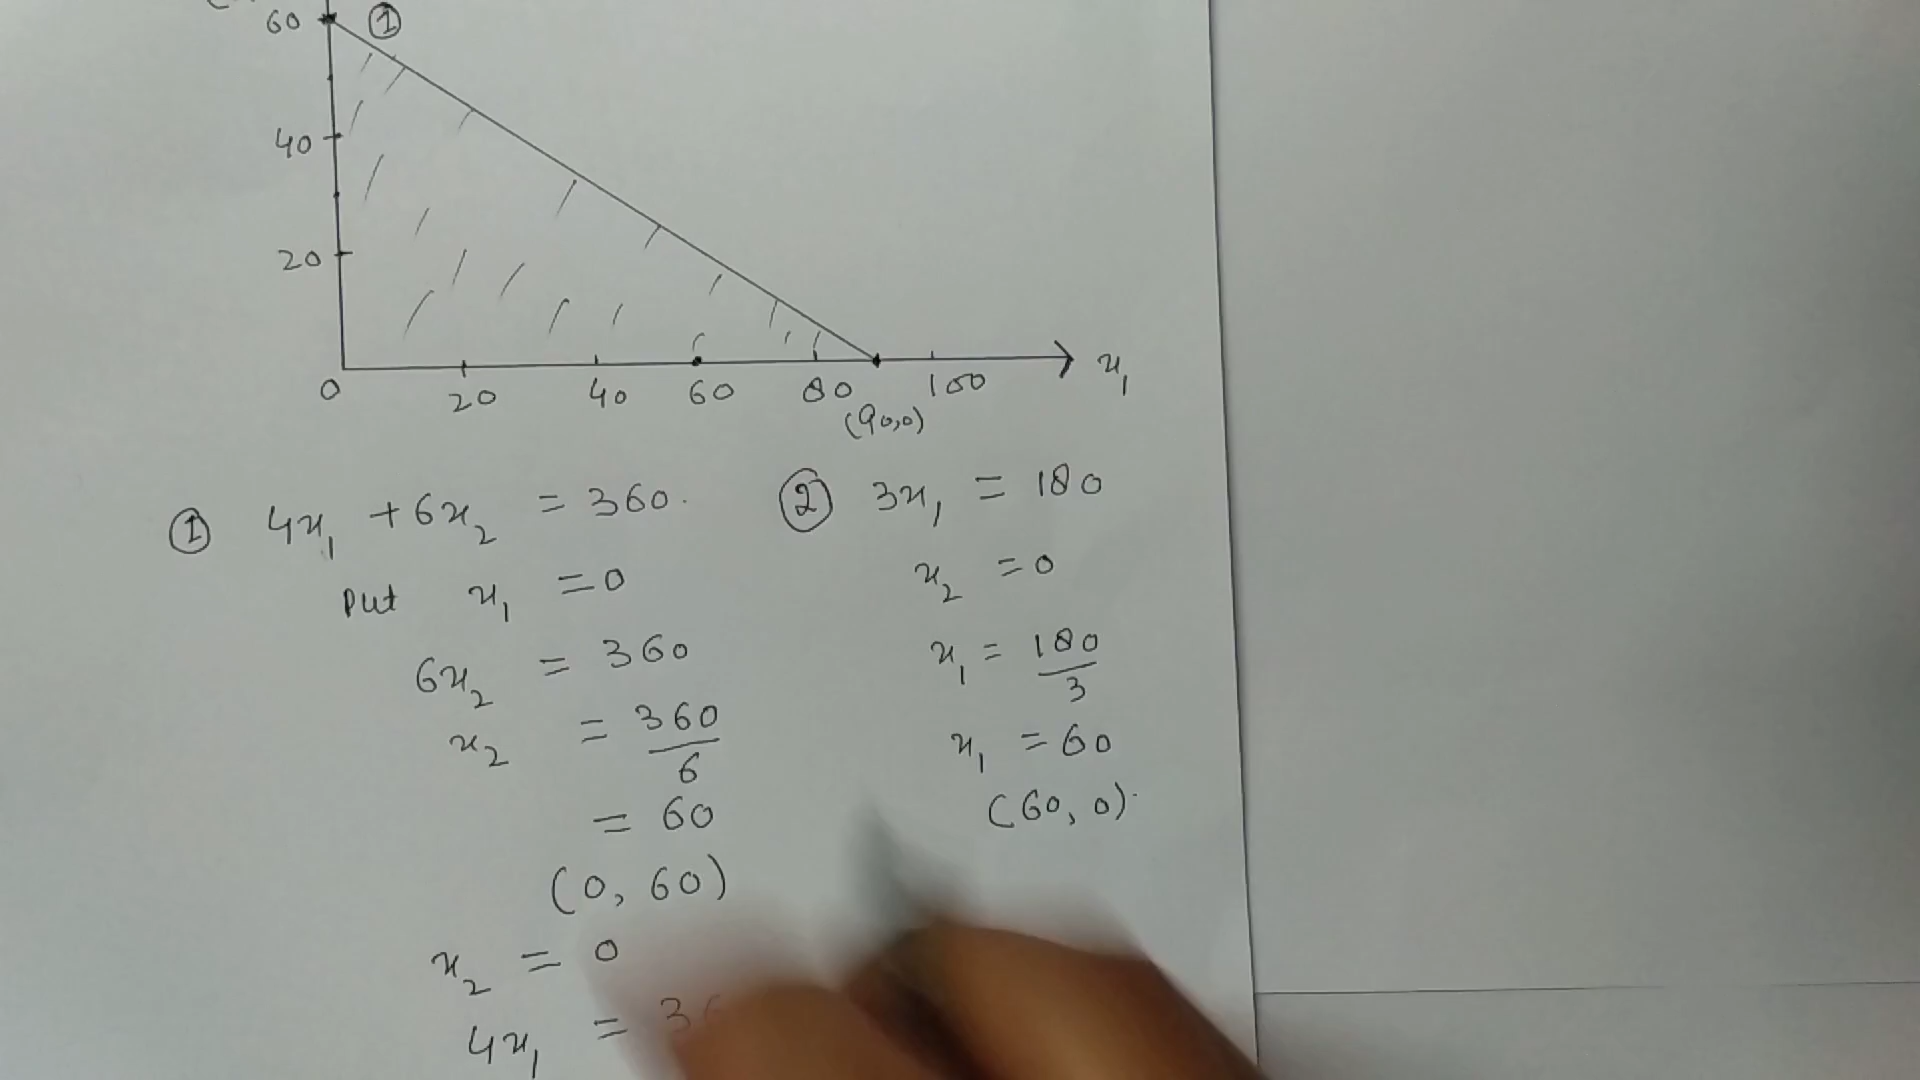 60 ①
40
20
0 20 40 60 80 100 x₁
(90,0)
① 4x₁ + 6x₂ = 360.
Put x₁ = 0
6x₂ = 360
x₂ = 360/6
= 60
(0, 60)
x₂ = 0
4x₁ = 36
② 3x₁ = 180
x₂ = 0
x₁ = 180/3
x₁ = 60
(60, 0).